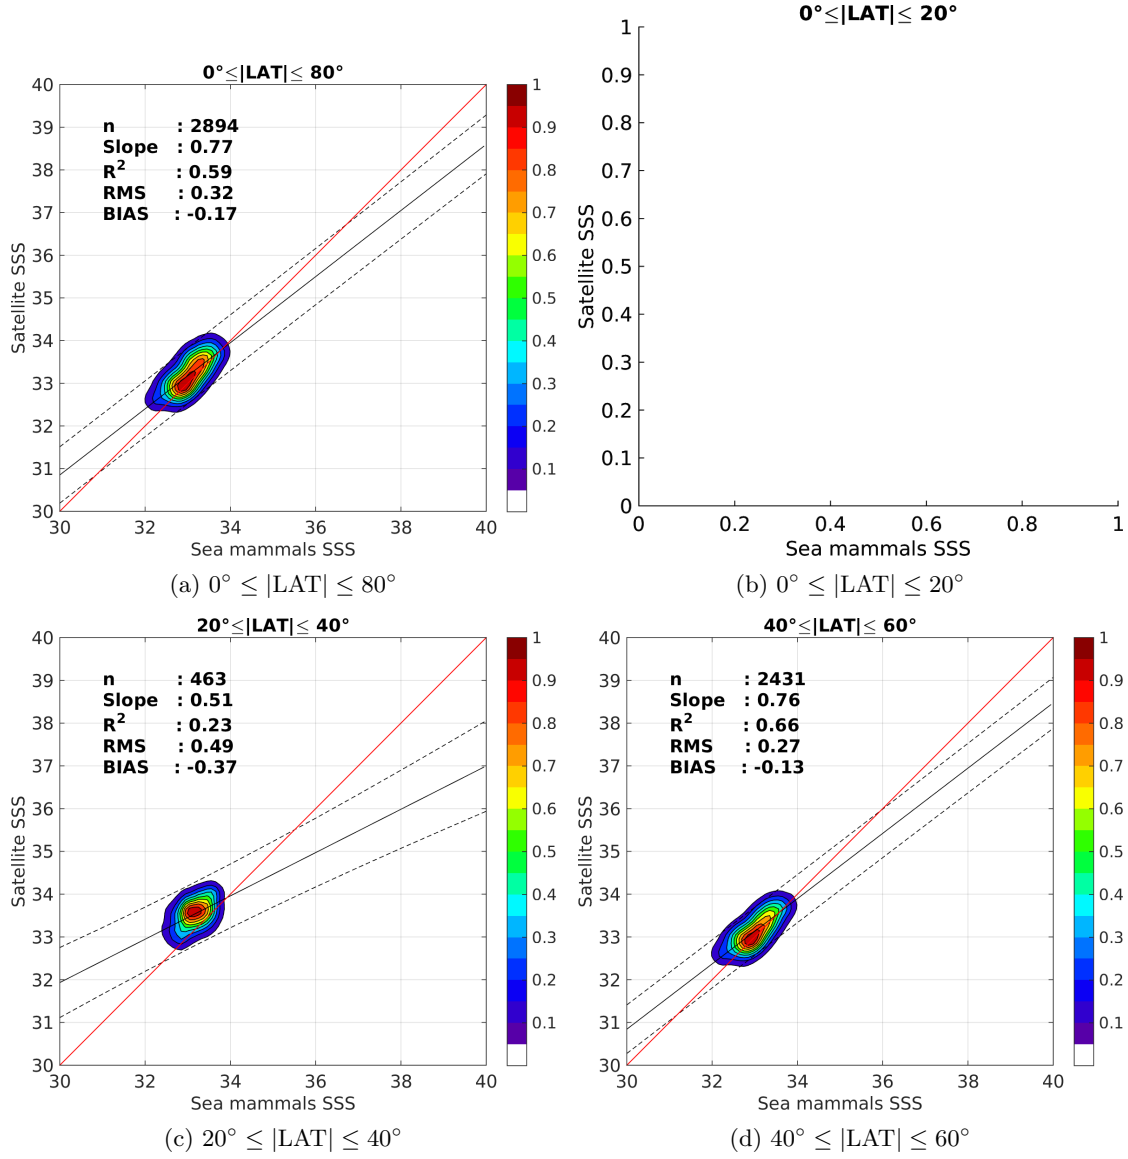 0°≤|LAT|≤ 80°
n : 2894
Slope : 0.77
R² : 0.59
RMS : 0.32
BIAS : -0.17
40
39
38
37
36
35
34
33
32
31
30
Satellite SSS
30 32 34 36 38 40
Sea mammals SSS
1
0.9
0.8
0.7
0.6
0.5
0.4
0.3
0.2
0.1
(a) 0° ≤ |LAT| ≤ 80°
0°≤|LAT|≤ 20°
1
0.9
0.8
0.7
0.6
0.5
0.4
0.3
0.2
0.1
0
Satellite SSS
0 0.2 0.4 0.6 0.8 1
Sea mammals SSS
(b) 0° ≤ |LAT| ≤ 20°
20°≤|LAT|≤ 40°
n : 463
Slope : 0.51
R² : 0.23
RMS : 0.49
BIAS : -0.37
40
39
38
37
36
35
34
33
32
31
30
Satellite SSS
30 32 34 36 38 40
Sea mammals SSS
1
0.9
0.8
0.7
0.6
0.5
0.4
0.3
0.2
0.1
(c) 20° ≤ |LAT| ≤ 40°
40°≤|LAT|≤ 60°
n : 2431
Slope : 0.76
R² : 0.66
RMS : 0.27
BIAS : -0.13
40
39
38
37
36
35
34
33
32
31
30
Satellite SSS
30 32 34 36 38 40
Sea mammals SSS
1
0.9
0.8
0.7
0.6
0.5
0.4
0.3
0.2
0.1
(d) 40° ≤ |LAT| ≤ 60°